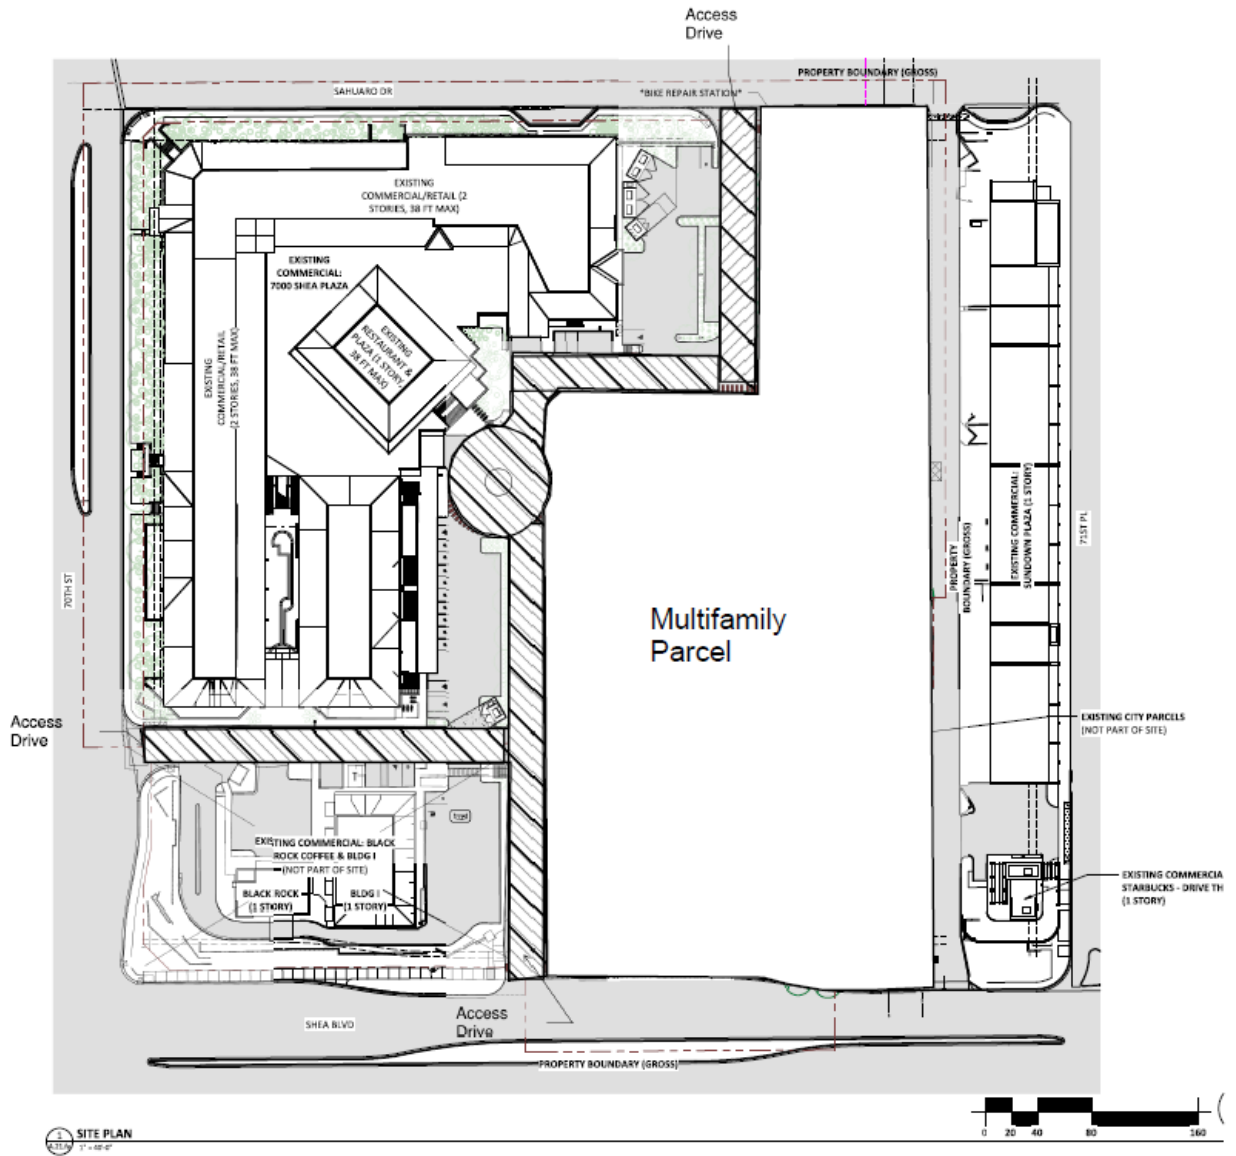 Access
Drive
PROPERTY BOUNDARY (GROSS)
SAHUARO DR
*BIKE REPAIR STATION*
EXISTING
COMMERCIAL/RETAIL (2
STORIES, 38 FT MAX)
EXISTING
COMMERCIAL:
7000 SHEA PLAZA
EXISTING
RESTAURANT &
PLAZA (1 STORY,
38 FT MAX)
EXISTING
COMMERCIAL/RETAIL
(2 STORIES, 38 FT MAX)
70TH ST
EXISTING COMMERCIAL:
SUNDOWN PLAZA (1 STORY)
71ST PL
PROPERTY
BOUNDARY (GROSS)
Multifamily
Parcel
Access
Drive
EXISTING CITY PARCELS
(NOT PART OF SITE)
EXISTING COMMERCIAL: BLACK
ROCK COFFEE & BLDG I
(NOT PART OF SITE)
BLACK ROCK
(1 STORY)
BLDG I
(1 STORY)
EXISTING COMMERCIA
STARBUCKS - DRIVE TH
(1 STORY)
Access
Drive
SHEA BLVD
PROPERTY BOUNDARY (GROSS)
1
SITE PLAN
1" = 40'-0"
0 20 40 80 160